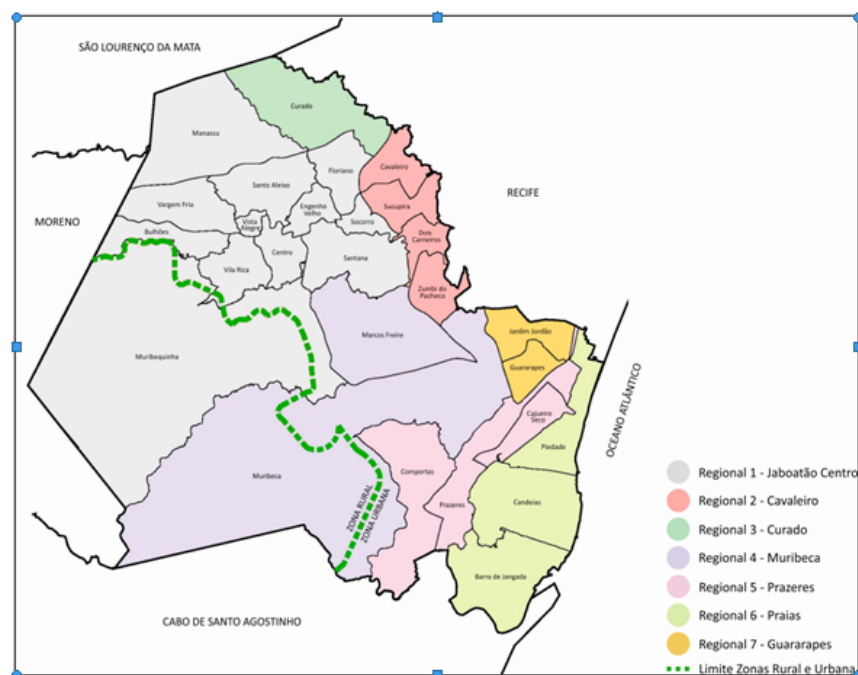 SÃO LOURENÇO DA MATA
Curado
Manassu
Cavaleiro
Floriano
Santo Aleixo
RECIFE
Vargem Fria
Engenho
Velho
Sucupira
MORENO
Vista
Alegre
Socorro
Bulhões
Dois
Carneiros
Centro
Santana
Vila Rica
Zumbi do
Pacheco
Jardim Jordão
Marcos Freire
Muribequinha
Guararapes
OCEANO ATLÂNTICO
Cajueiro
Seco
Piedade
Comportas
Muribeca
ZONA RURAL
ZONA URBANA
Candeias
Prazeres
Barra de Jangada
CABO DE SANTO AGOSTINHO
Regional 1 - Jaboatão Centro
Regional 2 - Cavaleiro
Regional 3 - Curado
Regional 4 - Muribeca
Regional 5 - Prazeres
Regional 6 - Praias
Regional 7 - Guararapes
Limite Zonas Rural e Urbana